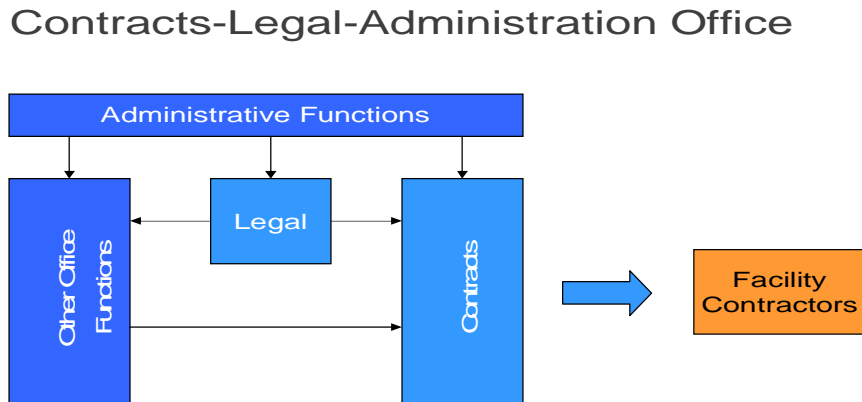 Contracts-Legal-Administration Office
Administrative Functions
Other Office
Functions
Legal
Contracts
Facility
Contractors